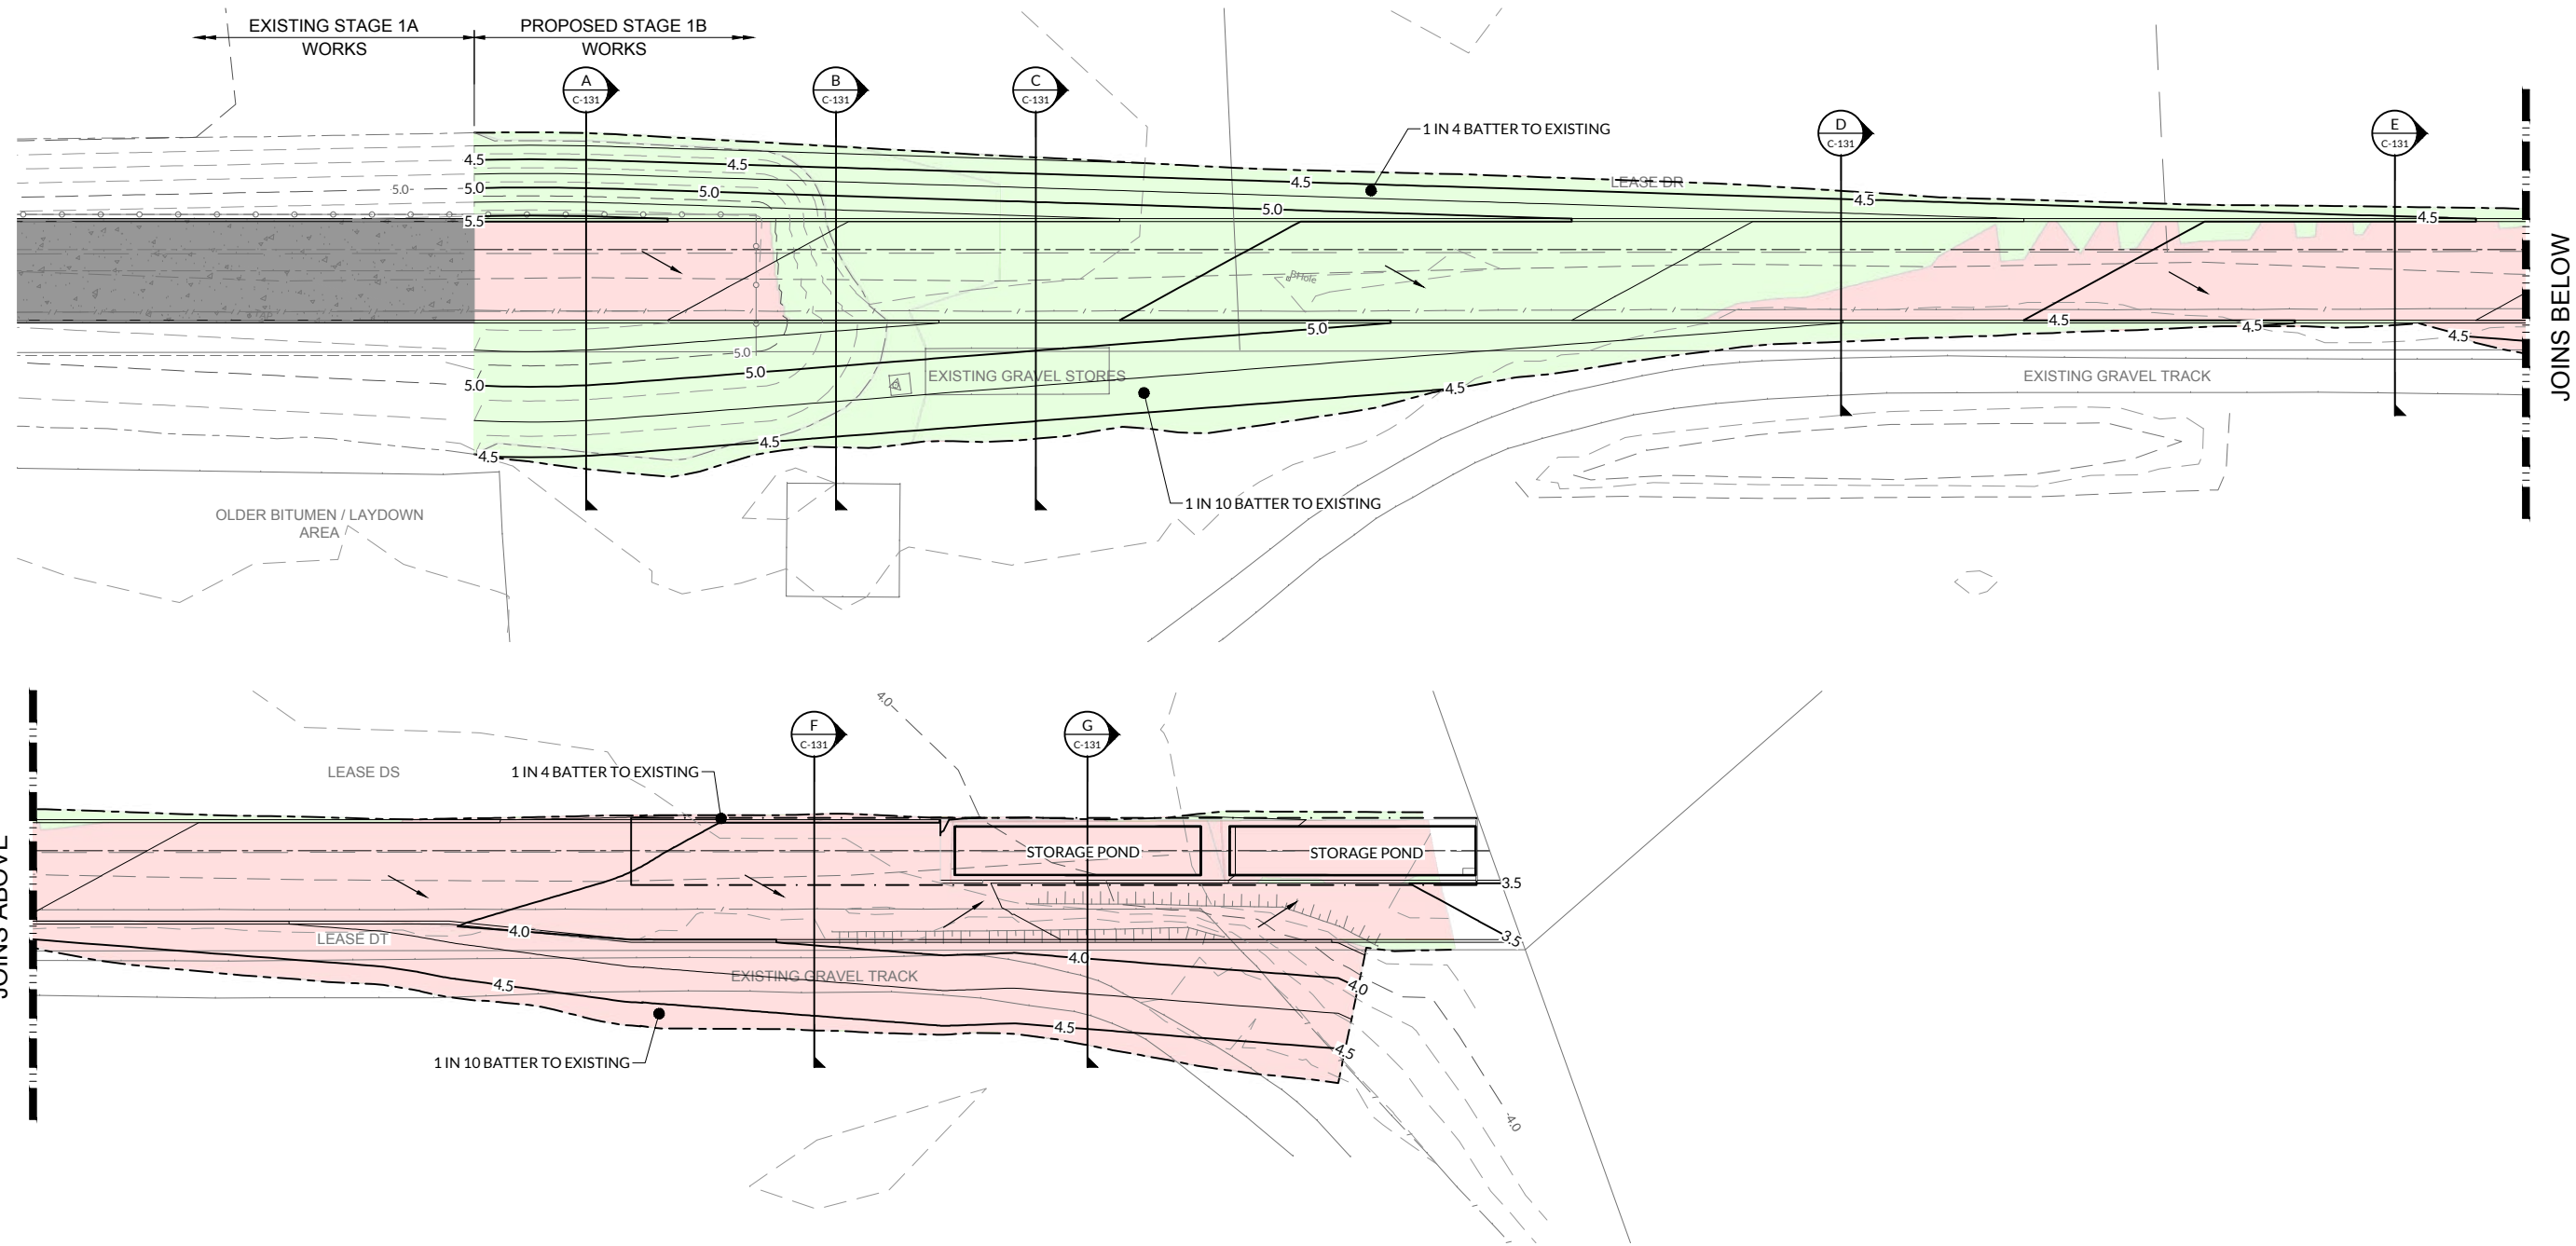 EXISTING STAGE 1A
WORKS
PROPOSED STAGE 1B
WORKS
A
C-131
B
C-131
C
C-131
D
C-131
E
C-131
1 IN 4 BATTER TO EXISTING
LEASE DR
4.5
4.5
4.5
4.5
4.5
5.0
5.0
5.0
5.0
5.5
BHole
JOINS BELOW
5.0
5.0
5.0
5.0
4.5
4.5
4.5
4.5
4.5
4.5
EXISTING GRAVEL STORES
EXISTING GRAVEL TRACK
1 IN 10 BATTER TO EXISTING
OLDER BITUMEN / LAYDOWN
AREA
JOINS ABOVE
4.0
F
C-131
G
C-131
LEASE DS
1 IN 4 BATTER TO EXISTING
STORAGE POND
STORAGE POND
3.5
3.5
4.0
LEASE DT
4.0
4.0
EXISTING GRAVEL TRACK
4.5
4.5
4.5
1 IN 10 BATTER TO EXISTING
4.0